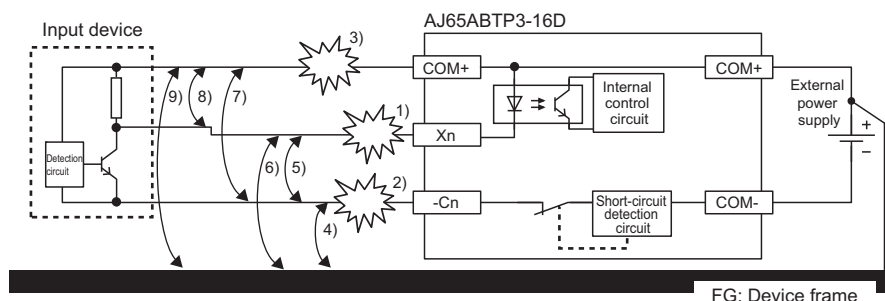 AJ65ABTP3-16D
Input device
3)
COM+
COM+
9)
8)
7)
Internal
control
circuit
External
power
supply
1)
Xn
+
−
Detection
circuit
6)
5)
2)
-Cn
Short-circuit
detection
circuit
COM-
4)
FG: Device frame